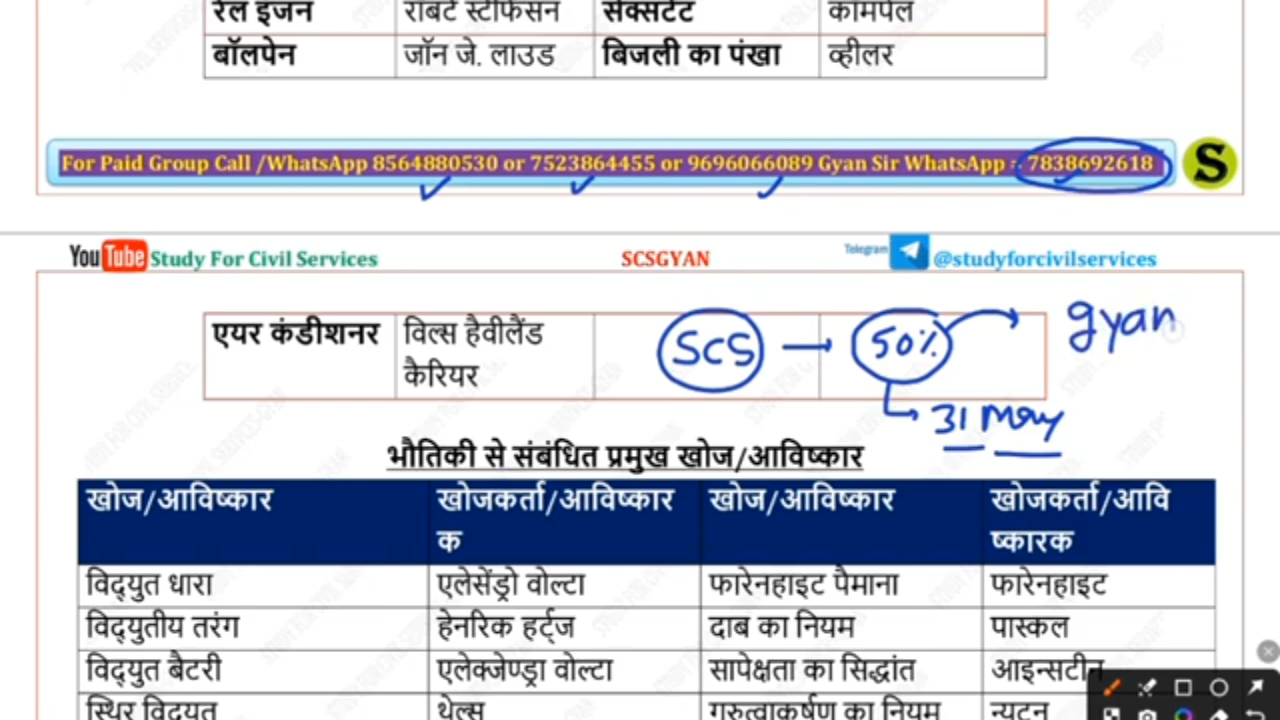 रेल इंजन रॉबर्ट स्टीफेंसन सेक्सटेंट कॉमपेल
बॉलपेन जॉन जे. लाउड बिजली का पंखा व्हीलर
For Paid Group Call /WhatsApp 8564880530 or 7523864455 or 9696066089 Gyan Sir WhatsApp = 7838692618 S
YouTube Study For Civil Services SCSGYAN Telegram @studyforcivilservices
एयर कंडीशनर विल्स हैवीलैंड SCS 50% gyan
कैरियर
31 May
भौतिकी से संबंधित प्रमुख खोज/आविष्कार
खोज/आविष्कार खोजकर्ता/आविष्कार खोज/आविष्कार खोजकर्ता/आवि
क ष्कारक
विद्युत धारा एलेसेंड्रो वोल्टा फारेनहाइट पैमाना फारेनहाइट
विद्युतीय तरंग हेनरिक हर्ट्ज दाब का नियम पास्कल
विद्युत बैटरी एलेक्जेण्ड्रा वोल्टा सापेक्षता का सिद्धांत आइन्सटीन
स्थिर विद्युत थेल्स गुरुत्वाकर्षण का नियम न्यूटन